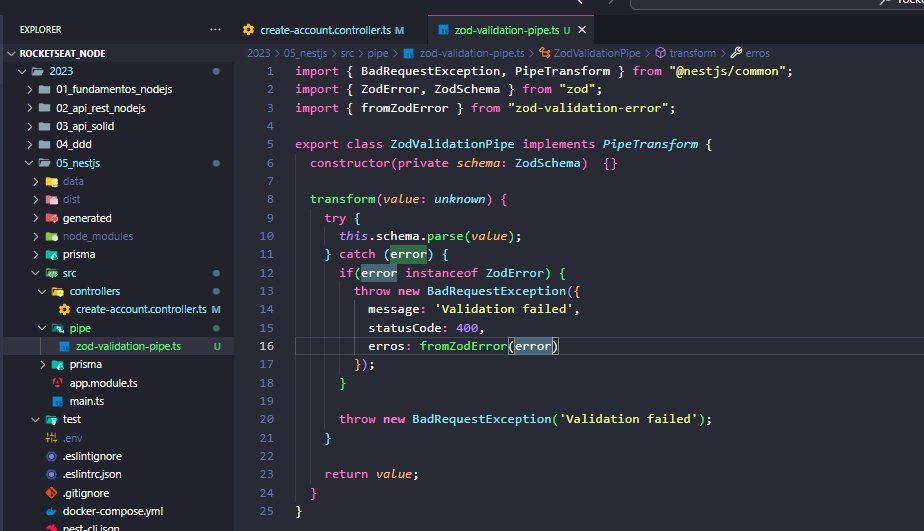 EXPLORER
ROCKETSEAT_NODE
2023
01_fundamentos_nodejs
02_api_rest_nodejs
03_api_solid
04_ddd
05_nestjs
data
dist
generated
node_modules
prisma
src
controllers
create-account.controller.ts M
pipe
zod-validation-pipe.ts U
prisma
app.module.ts
main.ts
test
.env
.eslintignore
.eslintrc.json
.gitignore
docker-compose.yml
nest-cli.json
create-account.controller.ts M
zod-validation-pipe.ts U
2023 > 05_nestjs > src > pipe > zod-validation-pipe.ts > ZodValidationPipe > transform > erros
1 import { BadRequestException, PipeTransform } from "@nestjs/common";
2 import { ZodError, ZodSchema } from "zod";
3 import { fromZodError } from "zod-validation-error";
4
5 export class ZodValidationPipe implements PipeTransform {
6 constructor(private schema: ZodSchema)  {}
7
8 transform(value: unknown) {
9 try {
10 this.schema.parse(value);
11 } catch (error) {
12 if(error instanceof ZodError) {
13 throw new BadRequestException({
14 message: 'Validation failed',
15 statusCode: 400,
16 erros: fromZodError(error)
17 });
18 }
19
20 throw new BadRequestException('Validation failed');
21 }
22
23 return value;
24 }
25 }